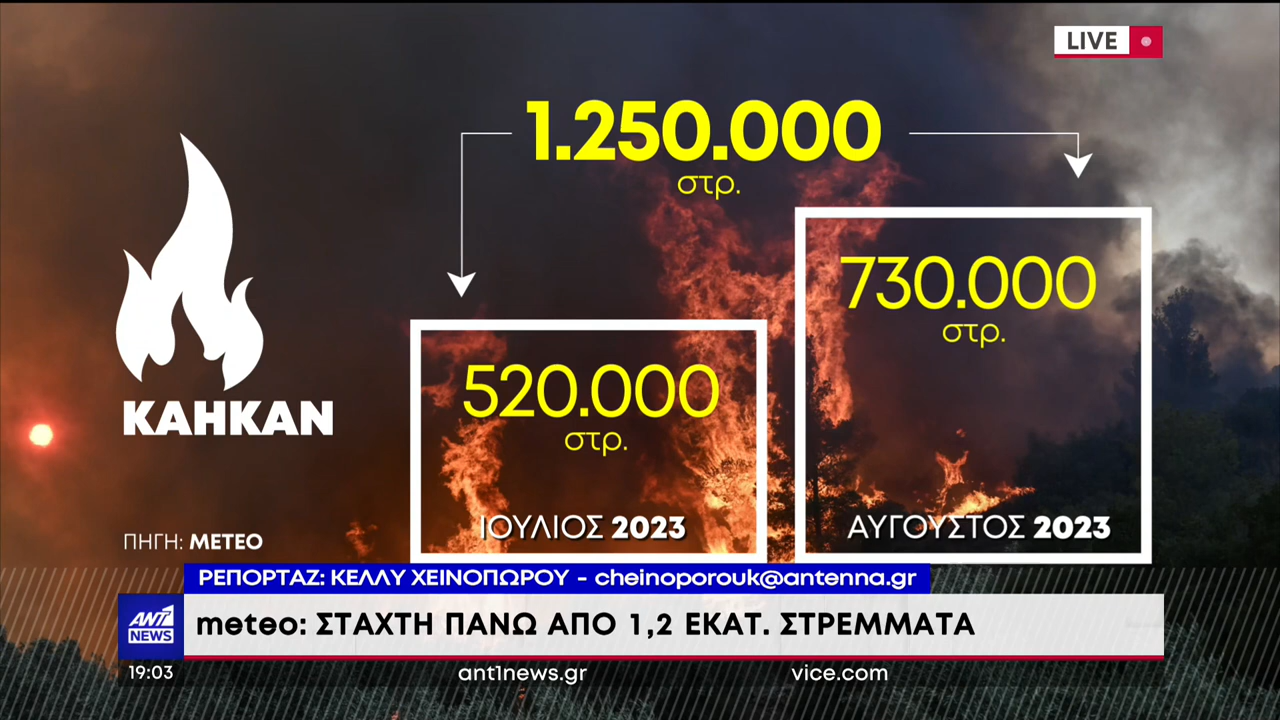 LIVE
1.250.000
στρ.
730.000
στρ.
520.000
στρ.
ΚΑΗΚΑΝ
ΙΟΥΛΙΟΣ 2023
ΑΥΓΟΥΣΤΟΣ 2023
ΠΗΓΗ: METEO
ΡΕΠΟΡΤΑΖ: ΚΕΛΛΥ ΧΕΙΝΟΠΩΡΟΥ - cheinoporouk@antenna.gr
ANT1
NEWS
meteo: ΣΤΑΧΤΗ ΠΑΝΩ ΑΠΟ 1,2 ΕΚΑΤ. ΣΤΡΕΜΜΑΤΑ
19:03
ant1news.gr
vice.com